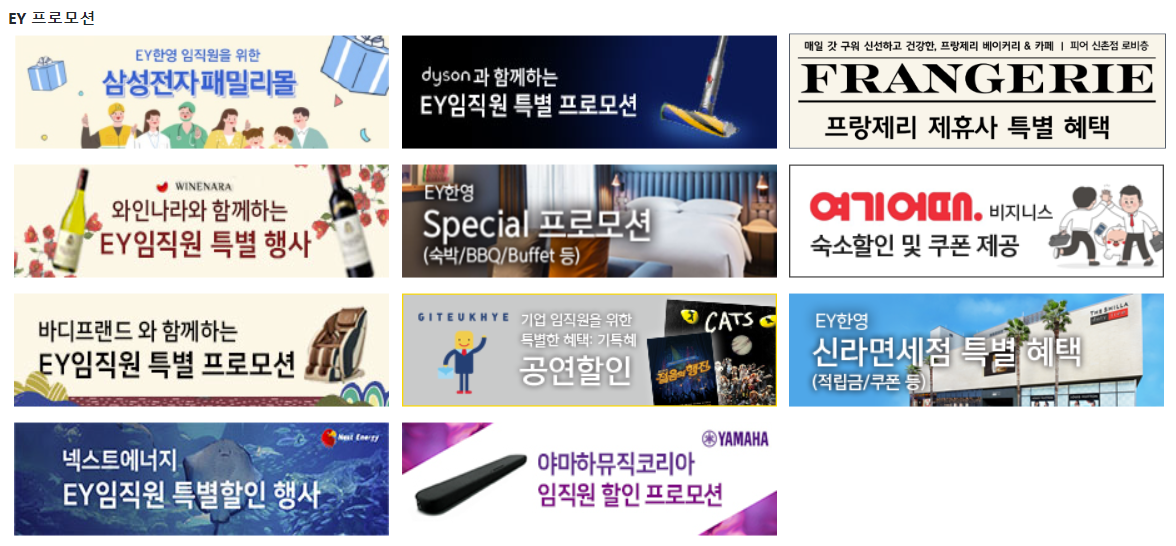 EY 프로모션
EY한영 임직원을 위한
삼성전자패밀리몰
dyson과 함께하는
EY임직원 특별 프로모션
매일 갓 구워 신선하고 건강한, 프랑제리 베이커리 & 카페 | 피어 신촌점 로비층
FRANGERIE
프랑제리 제휴사 특별 혜택
WINENARA
와인나라와 함께하는
EY임직원 특별 행사
EY한영
Special 프로모션
(숙박/BBQ/Buffet 등)
여기어때. 비지니스
숙소할인 및 쿠폰 제공
바디프랜드 와 함께하는
EY임직원 특별 프로모션
GITEUKHYE
기업 임직원을 위한
특별한 혜택: 기특혜
공연할인
CATS
젊음의행진
EY한영
신라면세점 특별 혜택
(적립금/쿠폰 등)
THE SHILLA
Next Energy
넥스트에너지
EY임직원 특별할인 행사
YAMAHA
야마하뮤직코리아
임직원 할인 프로모션